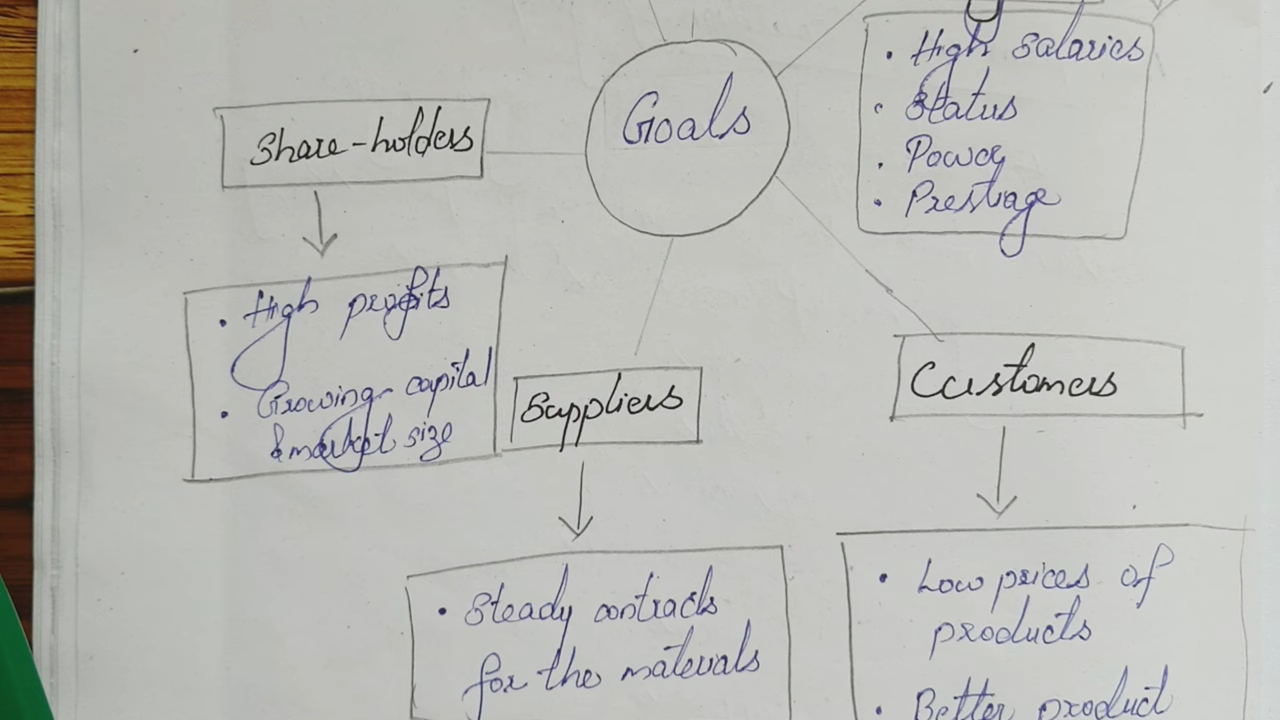 Goals
• High Salaries
• Status
• Power
• Prestiage
Share-holders
• High profits
• Growing capital
& market size
Suppliers
• Steady contracts
for the materials
Customers
• Low prices of
products
• Better product